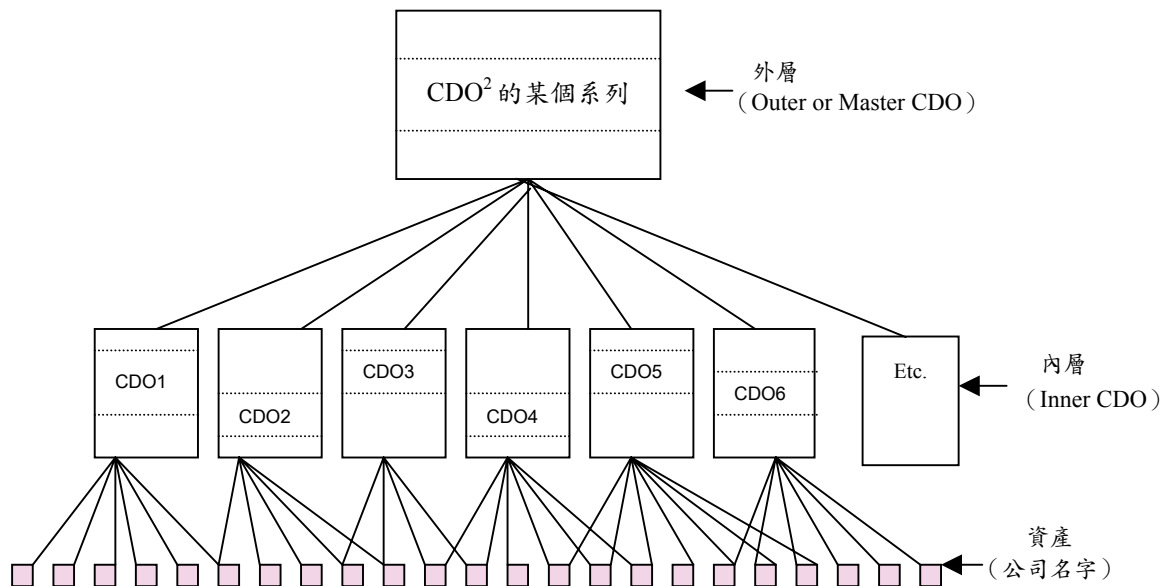 CDO² 的某個系列
外層
（Outer or Master CDO）
CDO1
CDO2
CDO3
CDO4
CDO5
CDO6
Etc.
內層
（Inner CDO）
資產
（公司名字）